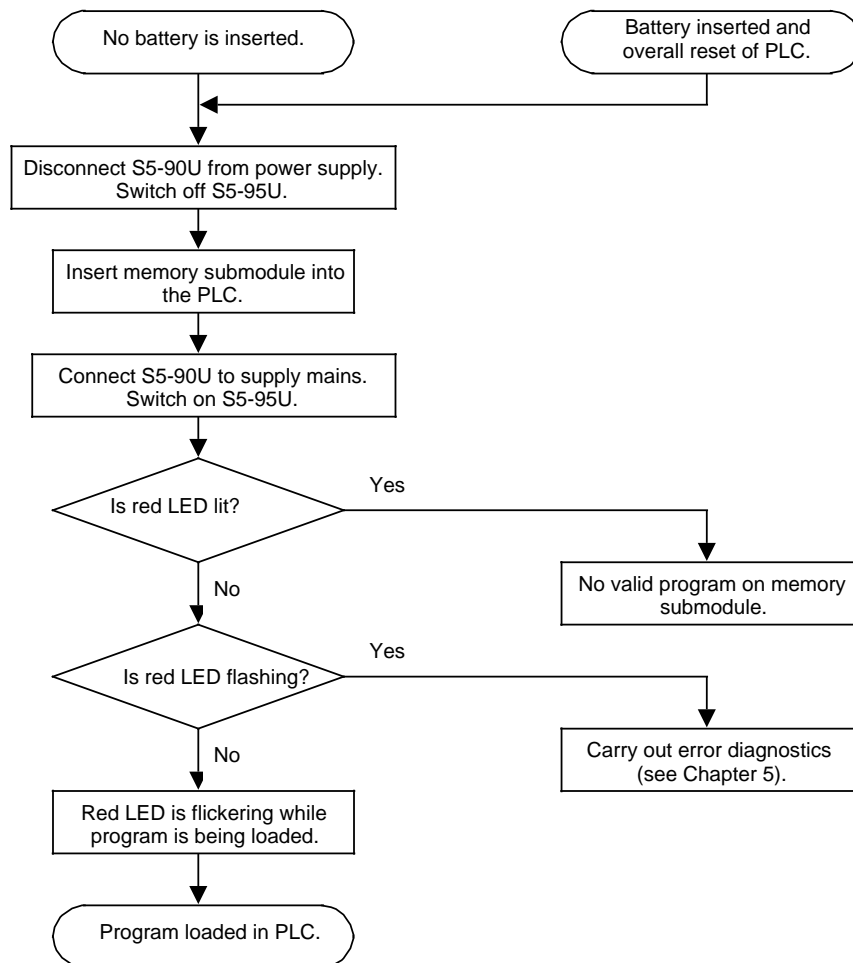 No battery is inserted.
Battery inserted and
overall reset of PLC.
Disconnect S5-90U from power supply.
Switch off S5-95U.
Insert memory submodule into
the PLC.
Connect S5-90U to supply mains.
Switch on S5-95U.
Is red LED lit?
Yes
No valid program on memory
submodule.
No
Is red LED flashing?
Yes
Carry out error diagnostics
(see Chapter 5).
No
Red LED is flickering while
program is being loaded.
Program loaded in PLC.